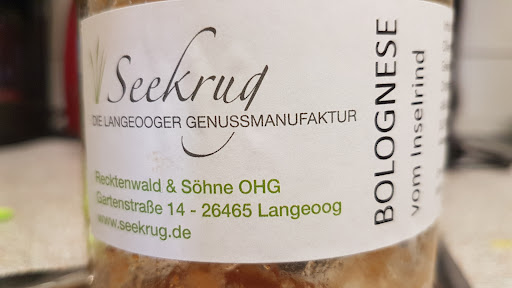 Seekrug
DIE LANGEOOGER GENUSSMANUFAKTUR
Recktenwald & Söhne OHG
Gartenstraße 14 - 26465 Langeoog
www.seekrug.de
BOLOGNESE
vom Inselrind